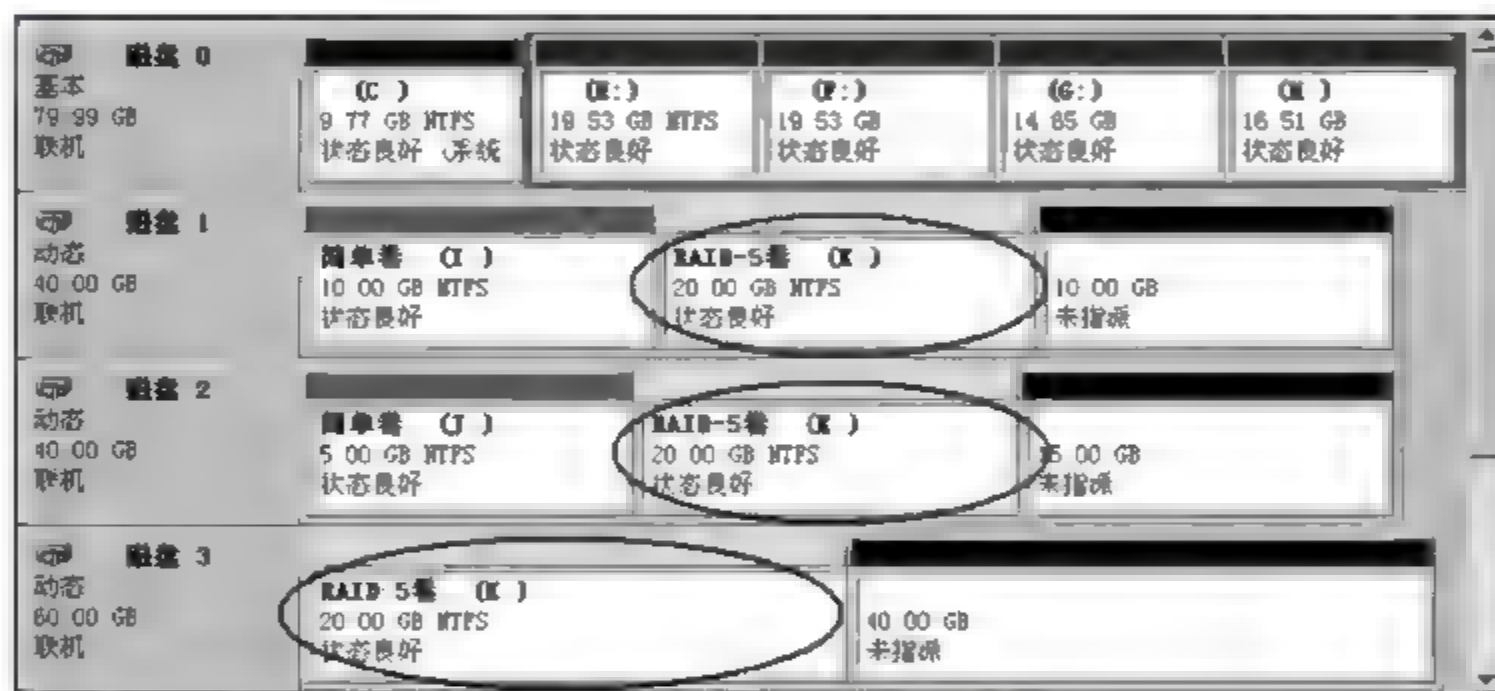 磁盘 0
基本
79 99 GB
联机
(C )
9 77 GB NTFS
状态良好 (系统
(E:)
19 53 GB NTFS
状态良好
(F:)
19 53 GB
状态良好
(G:)
14 65 GB
状态良好
(H )
16 51 GB
状态良好
磁盘 1
动态
40 00 GB
联机
简单卷 (I )
10 00 GB NTFS
状态良好
RAID-5卷 (K )
20 00 GB NTFS
状态良好
10 00 GB
未指派
磁盘 2
动态
40 00 GB
联机
简单卷 (J )
5 00 GB NTFS
状态良好
RAID-5卷 (K )
20 00 GB NTFS
状态良好
15 00 GB
未指派
磁盘 3
动态
60 00 GB
联机
RAID 5卷 (K )
20 00 GB NTFS
状态良好
40 00 GB
未指派